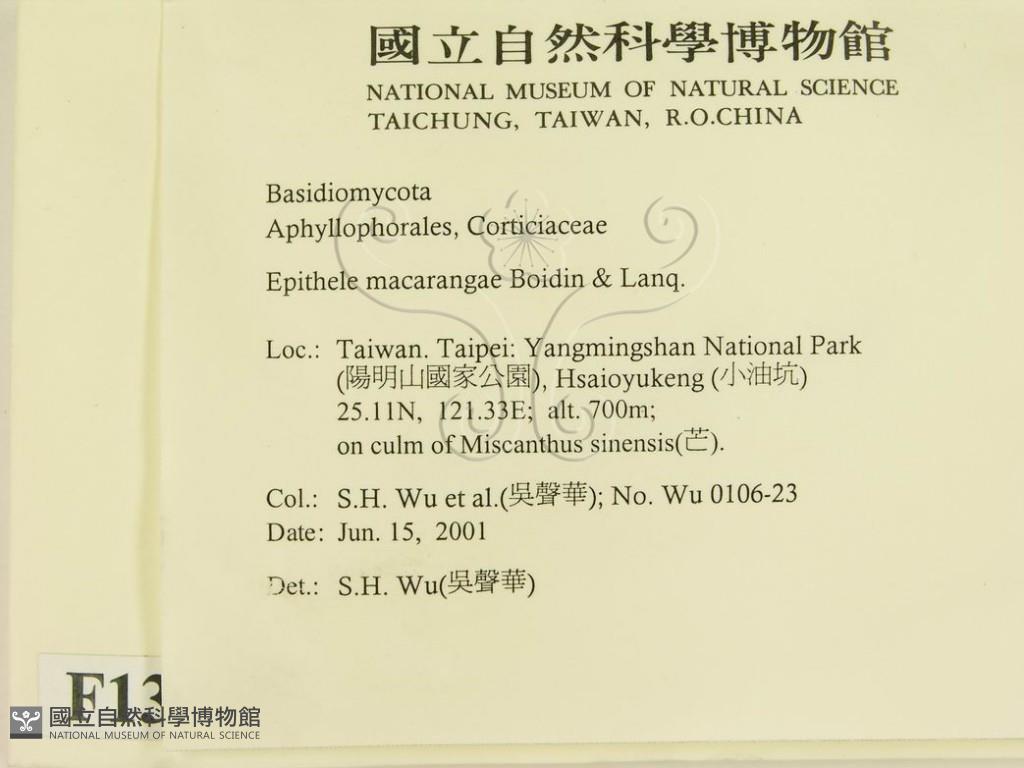 國立自然科學博物館
NATIONAL MUSEUM OF NATURAL SCIENCE
TAICHUNG, TAIWAN, R.O.CHINA
Basidiomycota
Aphyllophorales, Corticiaceae
Epithele macarangae Boidin & Lanq.
Loc.: Taiwan. Taipei: Yangmingshan National Park
(陽明山國家公園), Hsaioyukeng (小油坑)
25.11N, 121.33E; alt. 700m;
on culm of Miscanthus sinensis(芒).
Col.: S.H. Wu et al.(吳聲華); No. Wu 0106-23
Date: Jun. 15, 2001
Det.: S.H. Wu(吳聲華)
F13
國立自然科學博物館
NATIONAL MUSEUM OF NATURAL SCIENCE